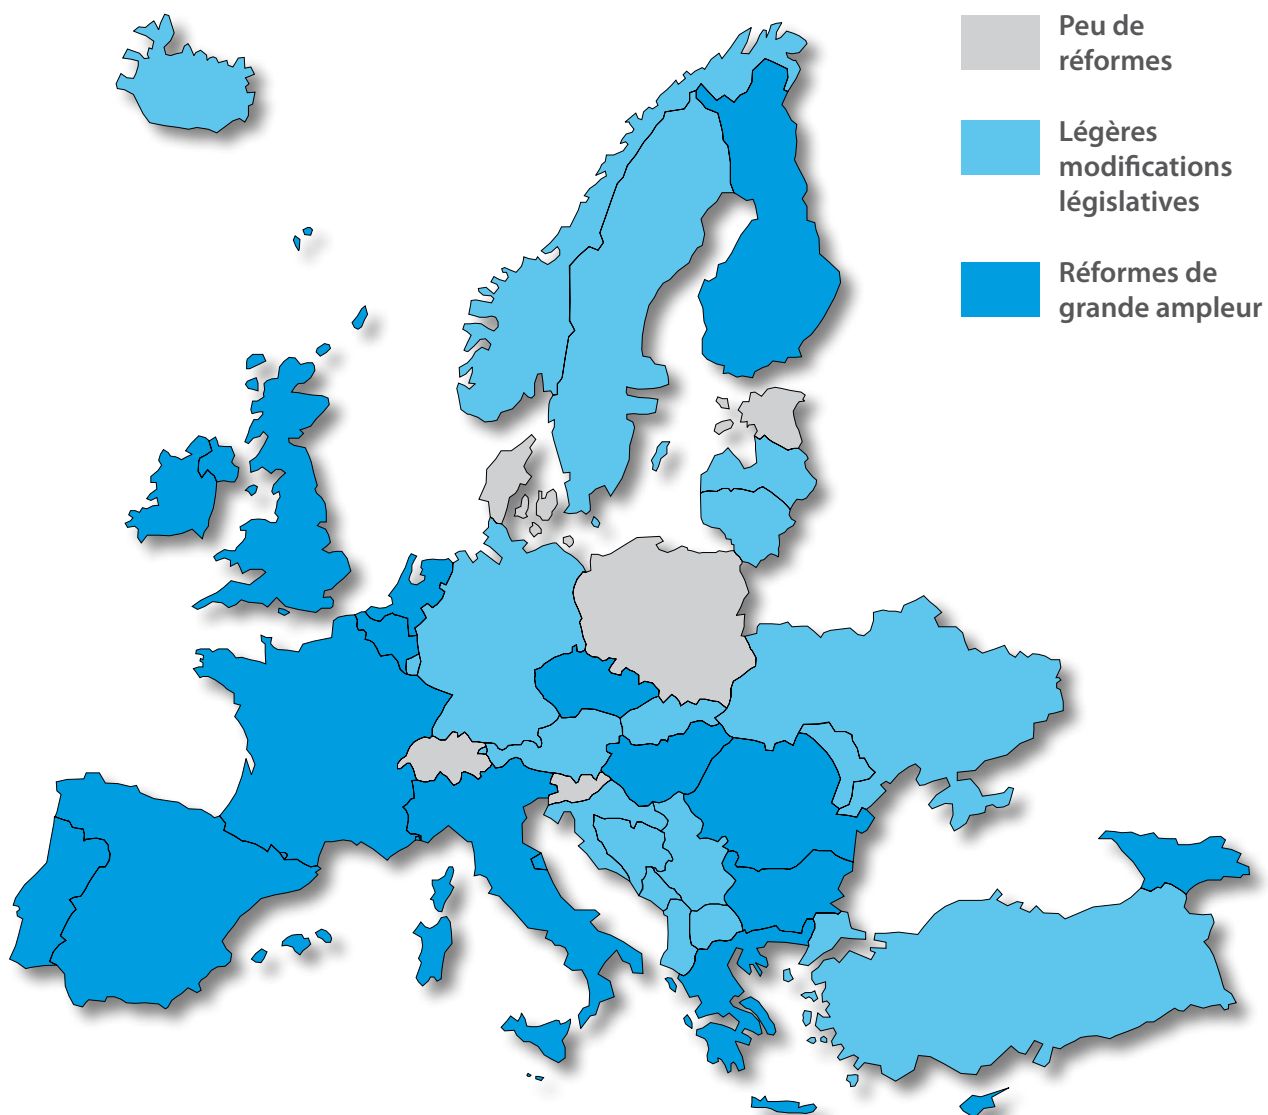 Peu de
réformes
Légères
modifications
législatives
Réformes de
grande ampleur